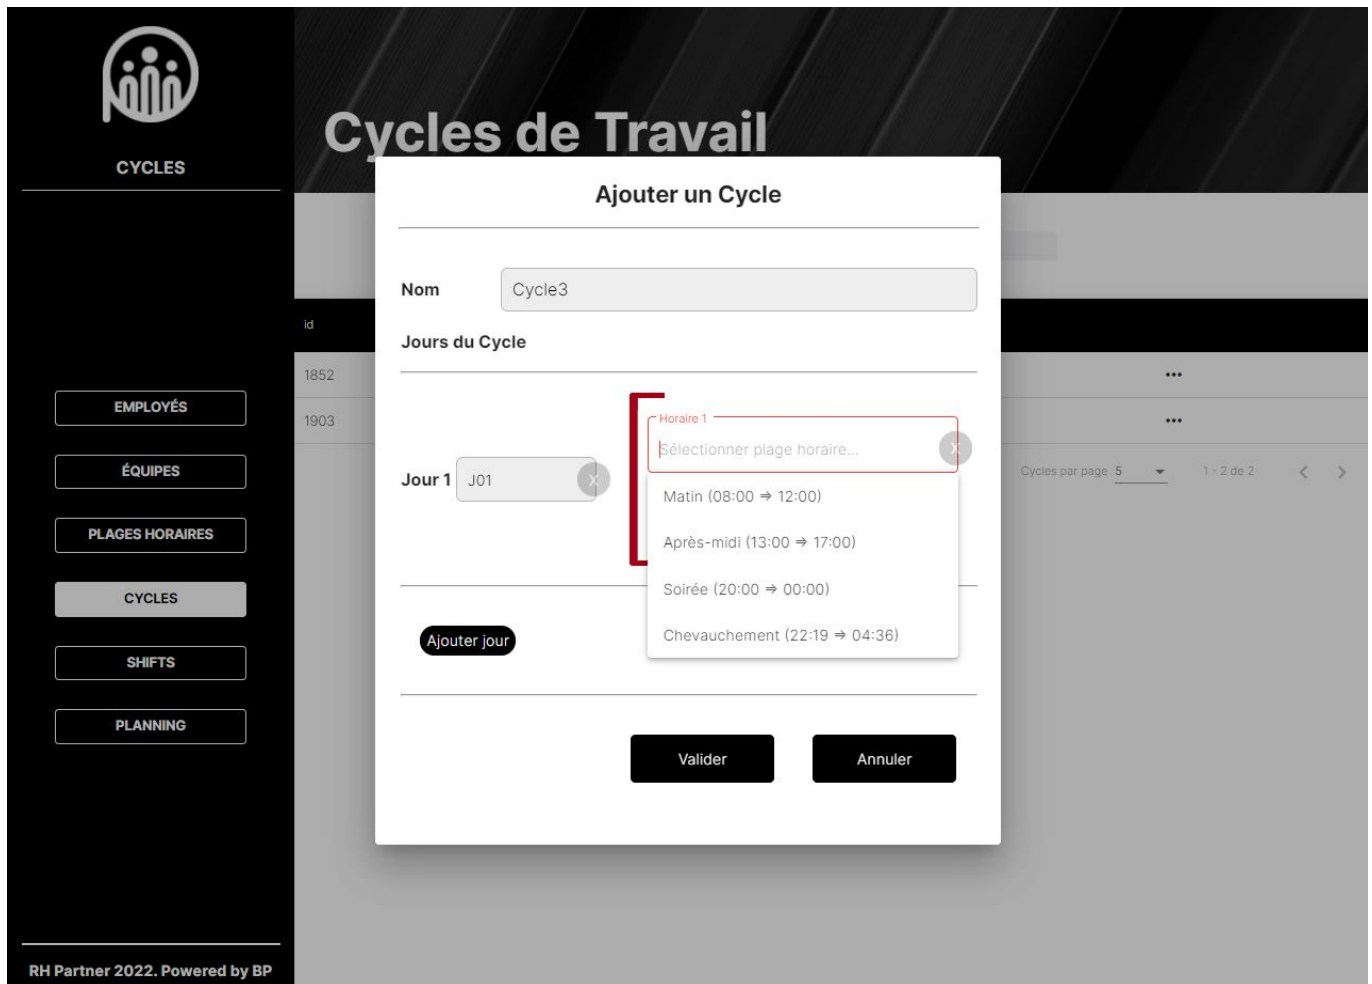 CYCLES
Cycles de Travail
Ajouter un Cycle
Nom
Cycle3
Jours du Cycle
id
1852
•••
1903
•••
Cycles par page 5
1 - 2 de 2
EMPLOYÉS
ÉQUIPES
PLAGES HORAIRES
CYCLES
SHIFTS
PLANNING
Jour 1
J01
X
Horaire 1
Sélectionner plage horaire...
X
Matin (08:00 ⇒ 12:00)
Après-midi (13:00 ⇒ 17:00)
Soirée (20:00 ⇒ 00:00)
Chevauchement (22:19 ⇒ 04:36)
Ajouter jour
Valider
Annuler
RH Partner 2022. Powered by BP